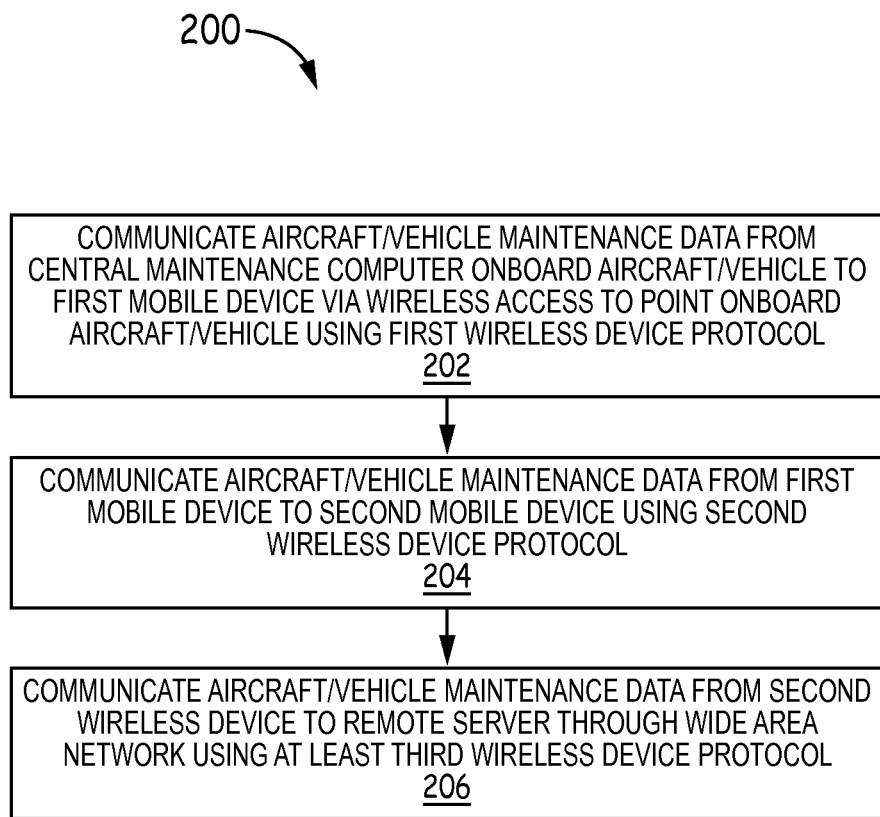 200
COMMUNICATE AIRCRAFT/VEHICLE MAINTENANCE DATA FROM
CENTRAL MAINTENANCE COMPUTER ONBOARD AIRCRAFT/VEHICLE TO
FIRST MOBILE DEVICE VIA WIRELESS ACCESS TO POINT ONBOARD
AIRCRAFT/VEHICLE USING FIRST WIRELESS DEVICE PROTOCOL
202
COMMUNICATE AIRCRAFT/VEHICLE MAINTENANCE DATA FROM FIRST
MOBILE DEVICE TO SECOND MOBILE DEVICE USING SECOND
WIRELESS DEVICE PROTOCOL
204
COMMUNICATE AIRCRAFT/VEHICLE MAINTENANCE DATA FROM SECOND
WIRELESS DEVICE TO REMOTE SERVER THROUGH WIDE AREA
NETWORK USING AT LEAST THIRD WIRELESS DEVICE PROTOCOL
206